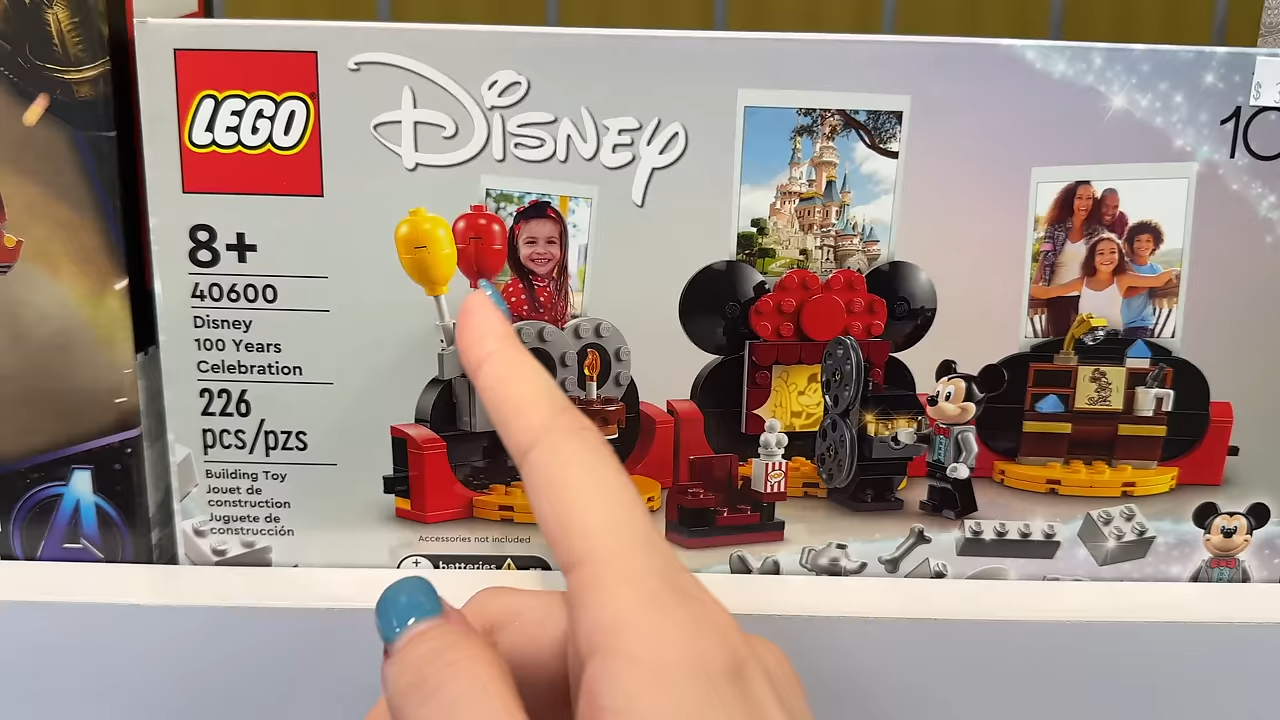 LEGO
DISNEY
8+
40600
Disney
100 Years
Celebration
226
pcs/pzs
Building Toy
Jouet de
construction
Juguete de
construcción
Accessories not included
batteries
$
10
POP